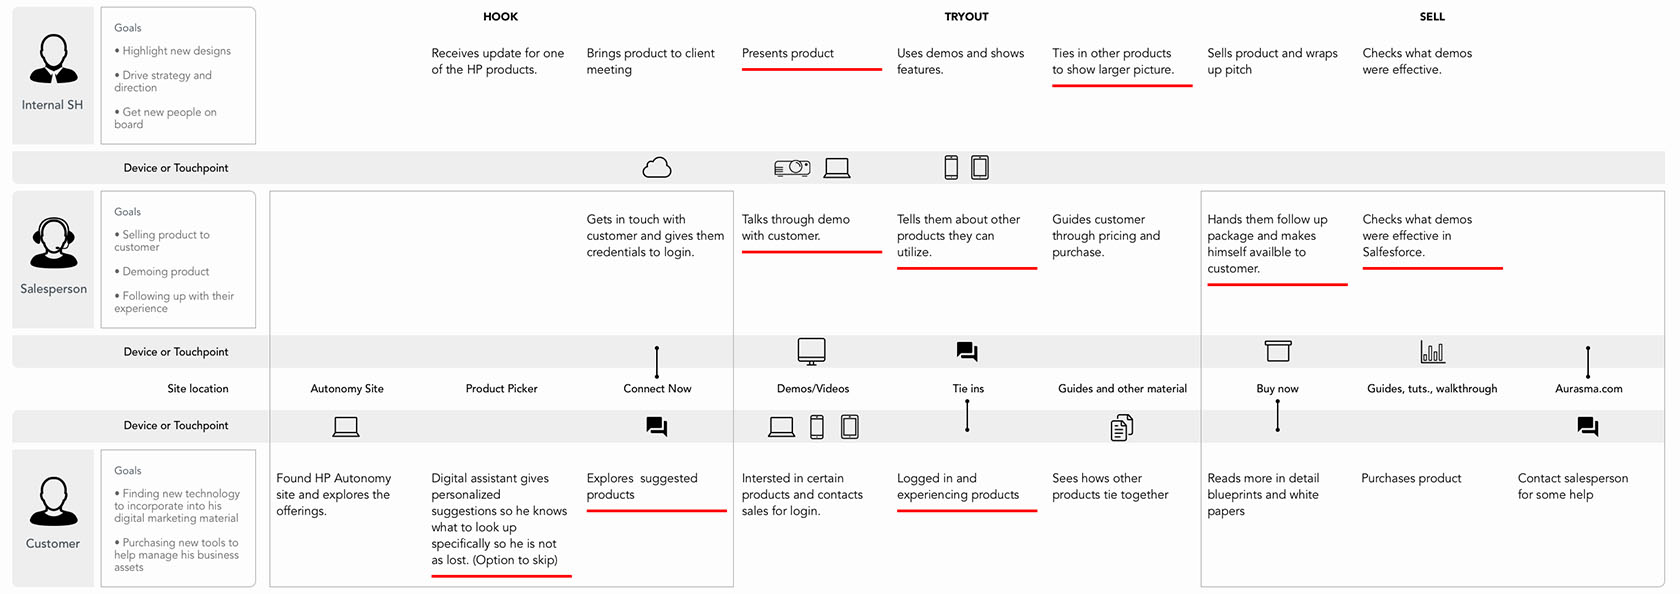 HOOK
TRYOUT
SELL
Internal SH
Goals
• Highlight new designs
• Drive strategy and
direction
• Get new people on
board
Receives update for one
of the HP products.
Brings product to client
meeting
Presents product
Uses demos and shows
features.
Ties in other products
to show larger picture.
Sells product and wraps
up pitch
Checks what demos
were effective.
Device or Touchpoint
Salesperson
Goals
• Selling product to
customer
• Demoing product
• Following up with their
experience
Gets in touch with
customer and gives them
credentials to login.
Talks through demo
with customer.
Tells them about other
products they can
utilize.
Guides customer
through pricing and
purchase.
Hands them follow up
package and makes
himself availble to
customer.
Checks what demos
were effective in
Salfesforce.
Device or Touchpoint
Site location
Autonomy Site
Product Picker
Connect Now
Demos/Videos
Tie ins
Guides and other material
Buy now
Guides, tuts., walkthrough
Aurasma.com
Device or Touchpoint
Customer
Goals
• Finding new technology
to incorporate into his
digital marketing material
• Purchasing new tools to
help manage his business
assets
Found HP Autonomy
site and explores the
offerings.
Digital assistant gives
personalized
suggestions so he knows
what to look up
specifically so he is not
as lost. (Option to skip)
Explores suggested
products
Intersted in certain
products and contacts
sales for login.
Logged in and
experiencing products
Sees hows other
products tie together
Reads more in detail
blueprints and white
papers
Purchases product
Contact salesperson
for some help